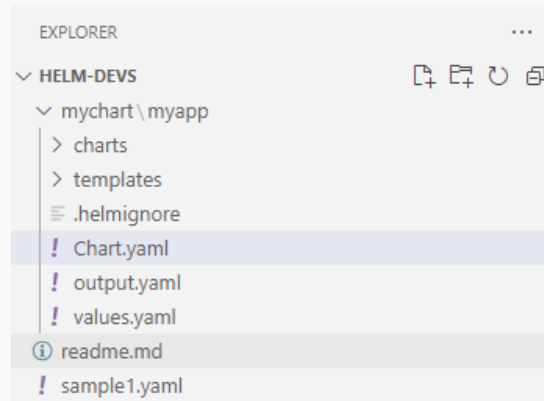 EXPLORER
HELM-DEVS
mychart\myapp
charts
templates
.helmignore
Chart.yaml
output.yaml
values.yaml
readme.md
sample1.yaml